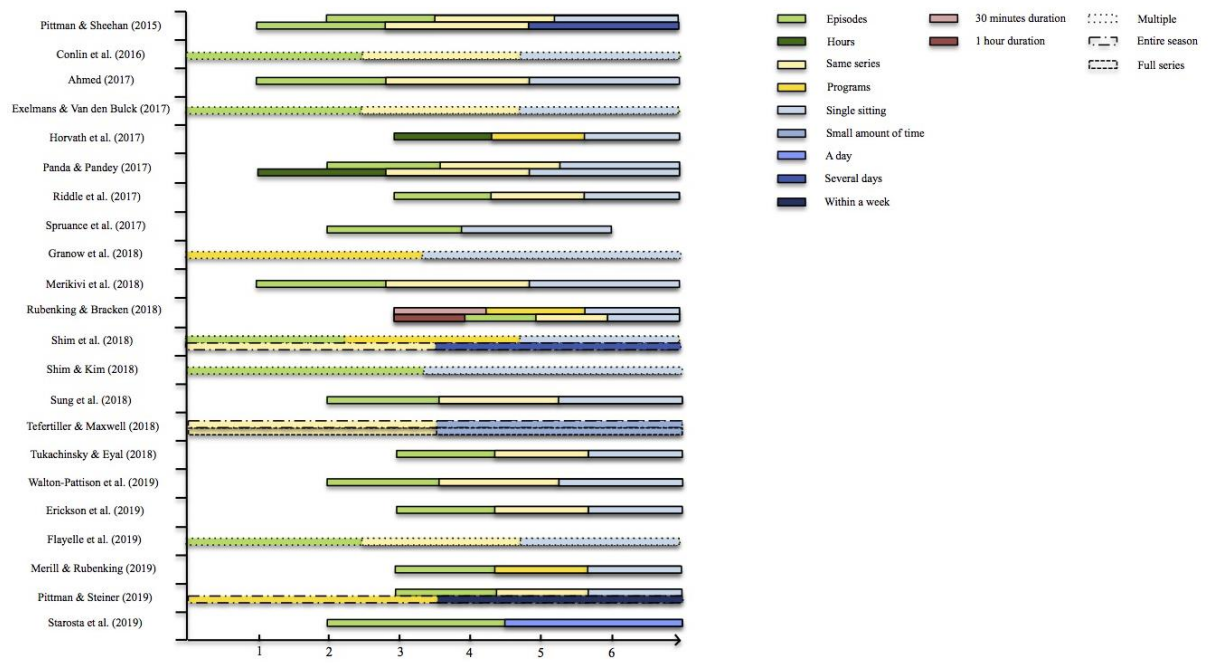 Pittman & Sheehan (2015)
Conlin et al. (2016)
Ahmed (2017)
Exelmans & Van den Bulck (2017)
Horvath et al. (2017)
Panda & Pandey (2017)
Riddle et al. (2017)
Spruance et al. (2017)
Granow et al. (2018)
Merikivi et al. (2018)
Rubenking & Bracken (2018)
Shim et al. (2018)
Shim & Kim (2018)
Sung et al. (2018)
Tefertiller & Maxwell (2018)
Tukachinsky & Eyal (2018)
Walton-Pattison et al. (2019)
Erickson et al. (2019)
Flayelle et al. (2019)
Merill & Rubenking (2019)
Pittman & Steiner (2019)
Starosta et al. (2019)
1 2 3 4 5 6
Episodes
Hours
Same series
Programs
Single sitting
Small amount of time
A day
Several days
Within a week
30 minutes duration
1 hour duration
Multiple
Entire season
Full series